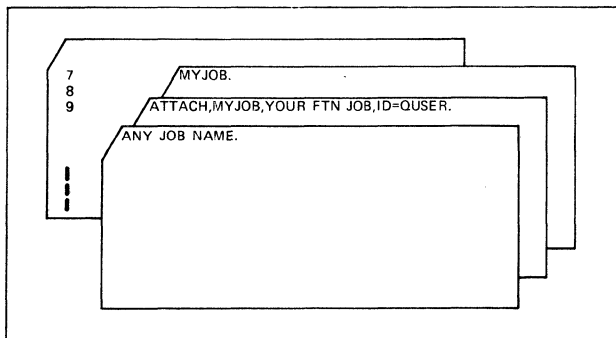 7
8
9
MYJOB.
ATTACH,MYJOB,YOUR FTN JOB,ID=QUSER.
ANY JOB NAME.